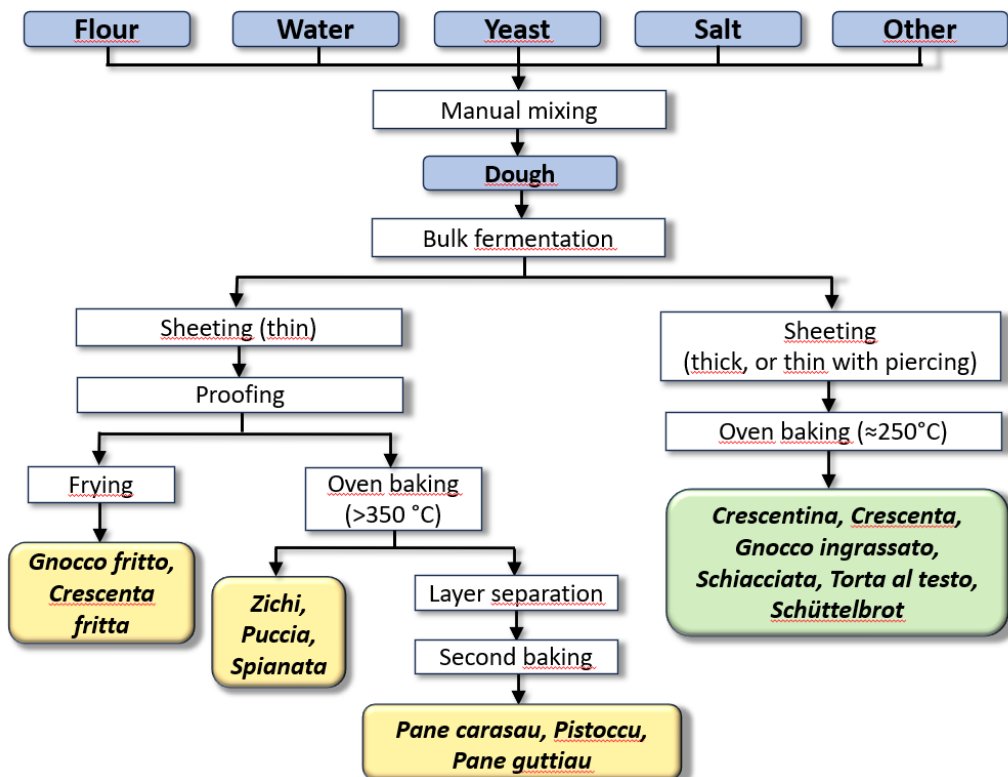 Flour
Water
Yeast
Salt
Other
Manual mixing
Dough
Bulk fermentation
Sheeting (thin)
Proofing
Frying
Gnocco fritto,
Crescenta
fritta
Oven baking
(>350 °C)
Zichi,
Puccia,
Spianata
Layer separation
Second baking
Pane carasau, Pistoccu,
Pane guttiau
Sheeting
(thick, or thin with piercing)
Oven baking (≈250°C)
Crescentina, Crescenta,
Gnocco ingrassato,
Schiacciata, Torta al testo,
Schüttelbrot